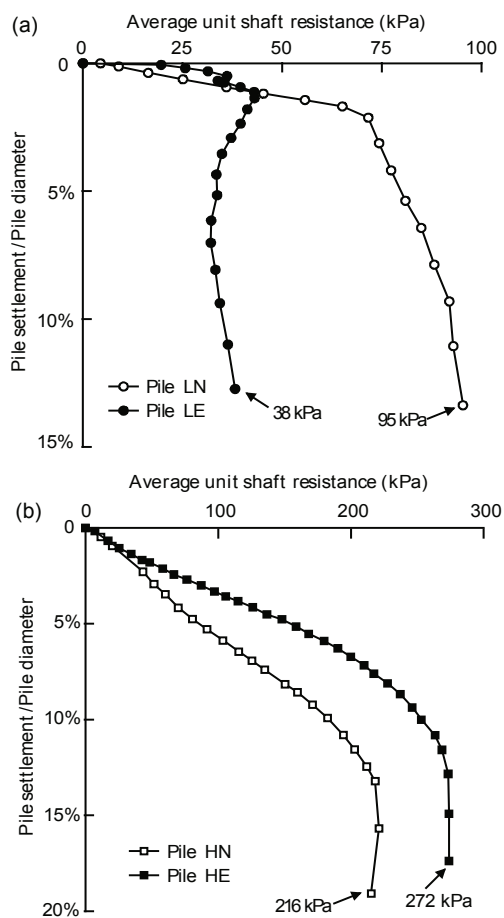 (a)
Average unit shaft resistance (kPa)
0 25 50 75 100
0
5%
10%
15%
Pile settlement/Pile diameter
Pile LN
Pile LE
38 kPa
95 kPa
(b)
Average unit shaft resistance (kPa)
0 100 200 300
0
5%
10%
15%
20%
Pile settlement/Pile diameter
Pile HN
Pile HE
216 kPa
272 kPa